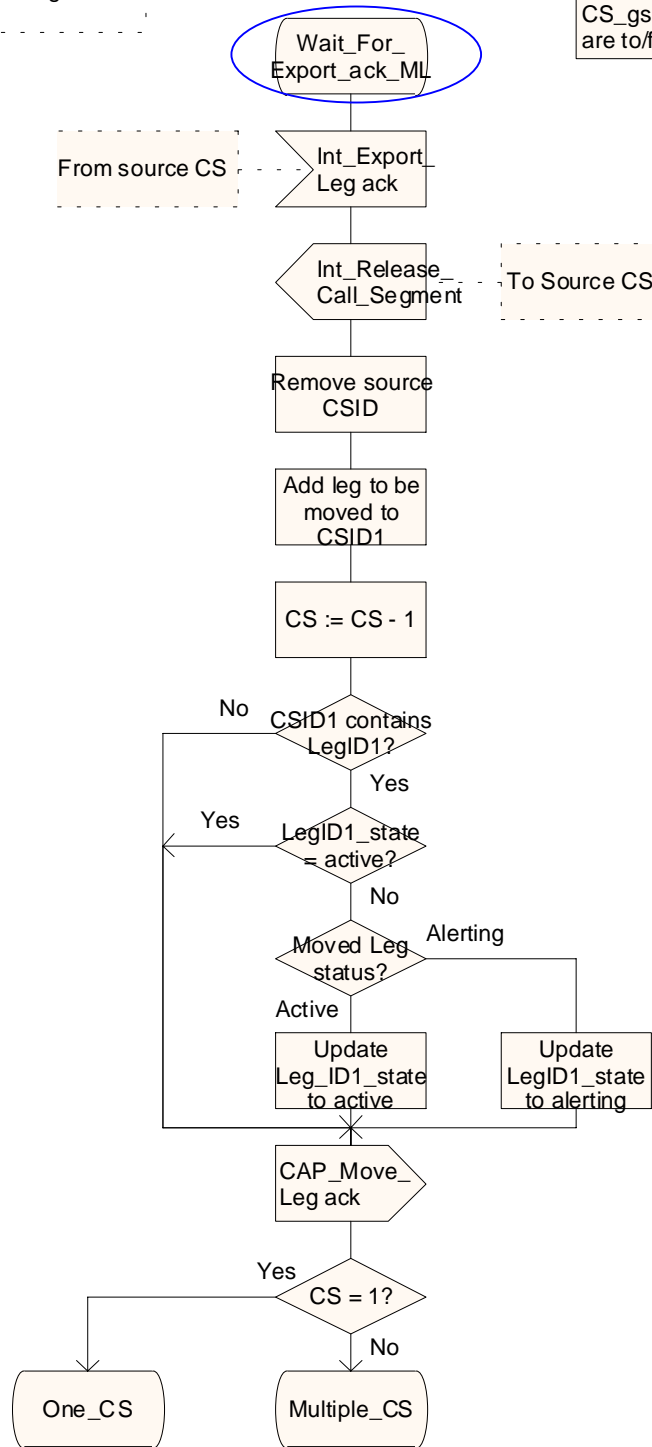 CS_gs
are to/f
Wait_For_
Export_ack_ML
From source CS
Int_Export_
Leg ack
Int_Release_
Call_Segment
To Source CS
Remove source
CSID
Add leg to be
moved to
CSID1
CS := CS - 1
No
CSID1 contains
LegID1?
Yes
Yes
LegID1_state
= active?
No
Moved Leg
status?
Alerting
Active
Update
Leg_ID1_state
to active
Update
LegID1_state
to alerting
CAP_Move_
Leg ack
Yes
CS = 1?
No
One_CS
Multiple_CS